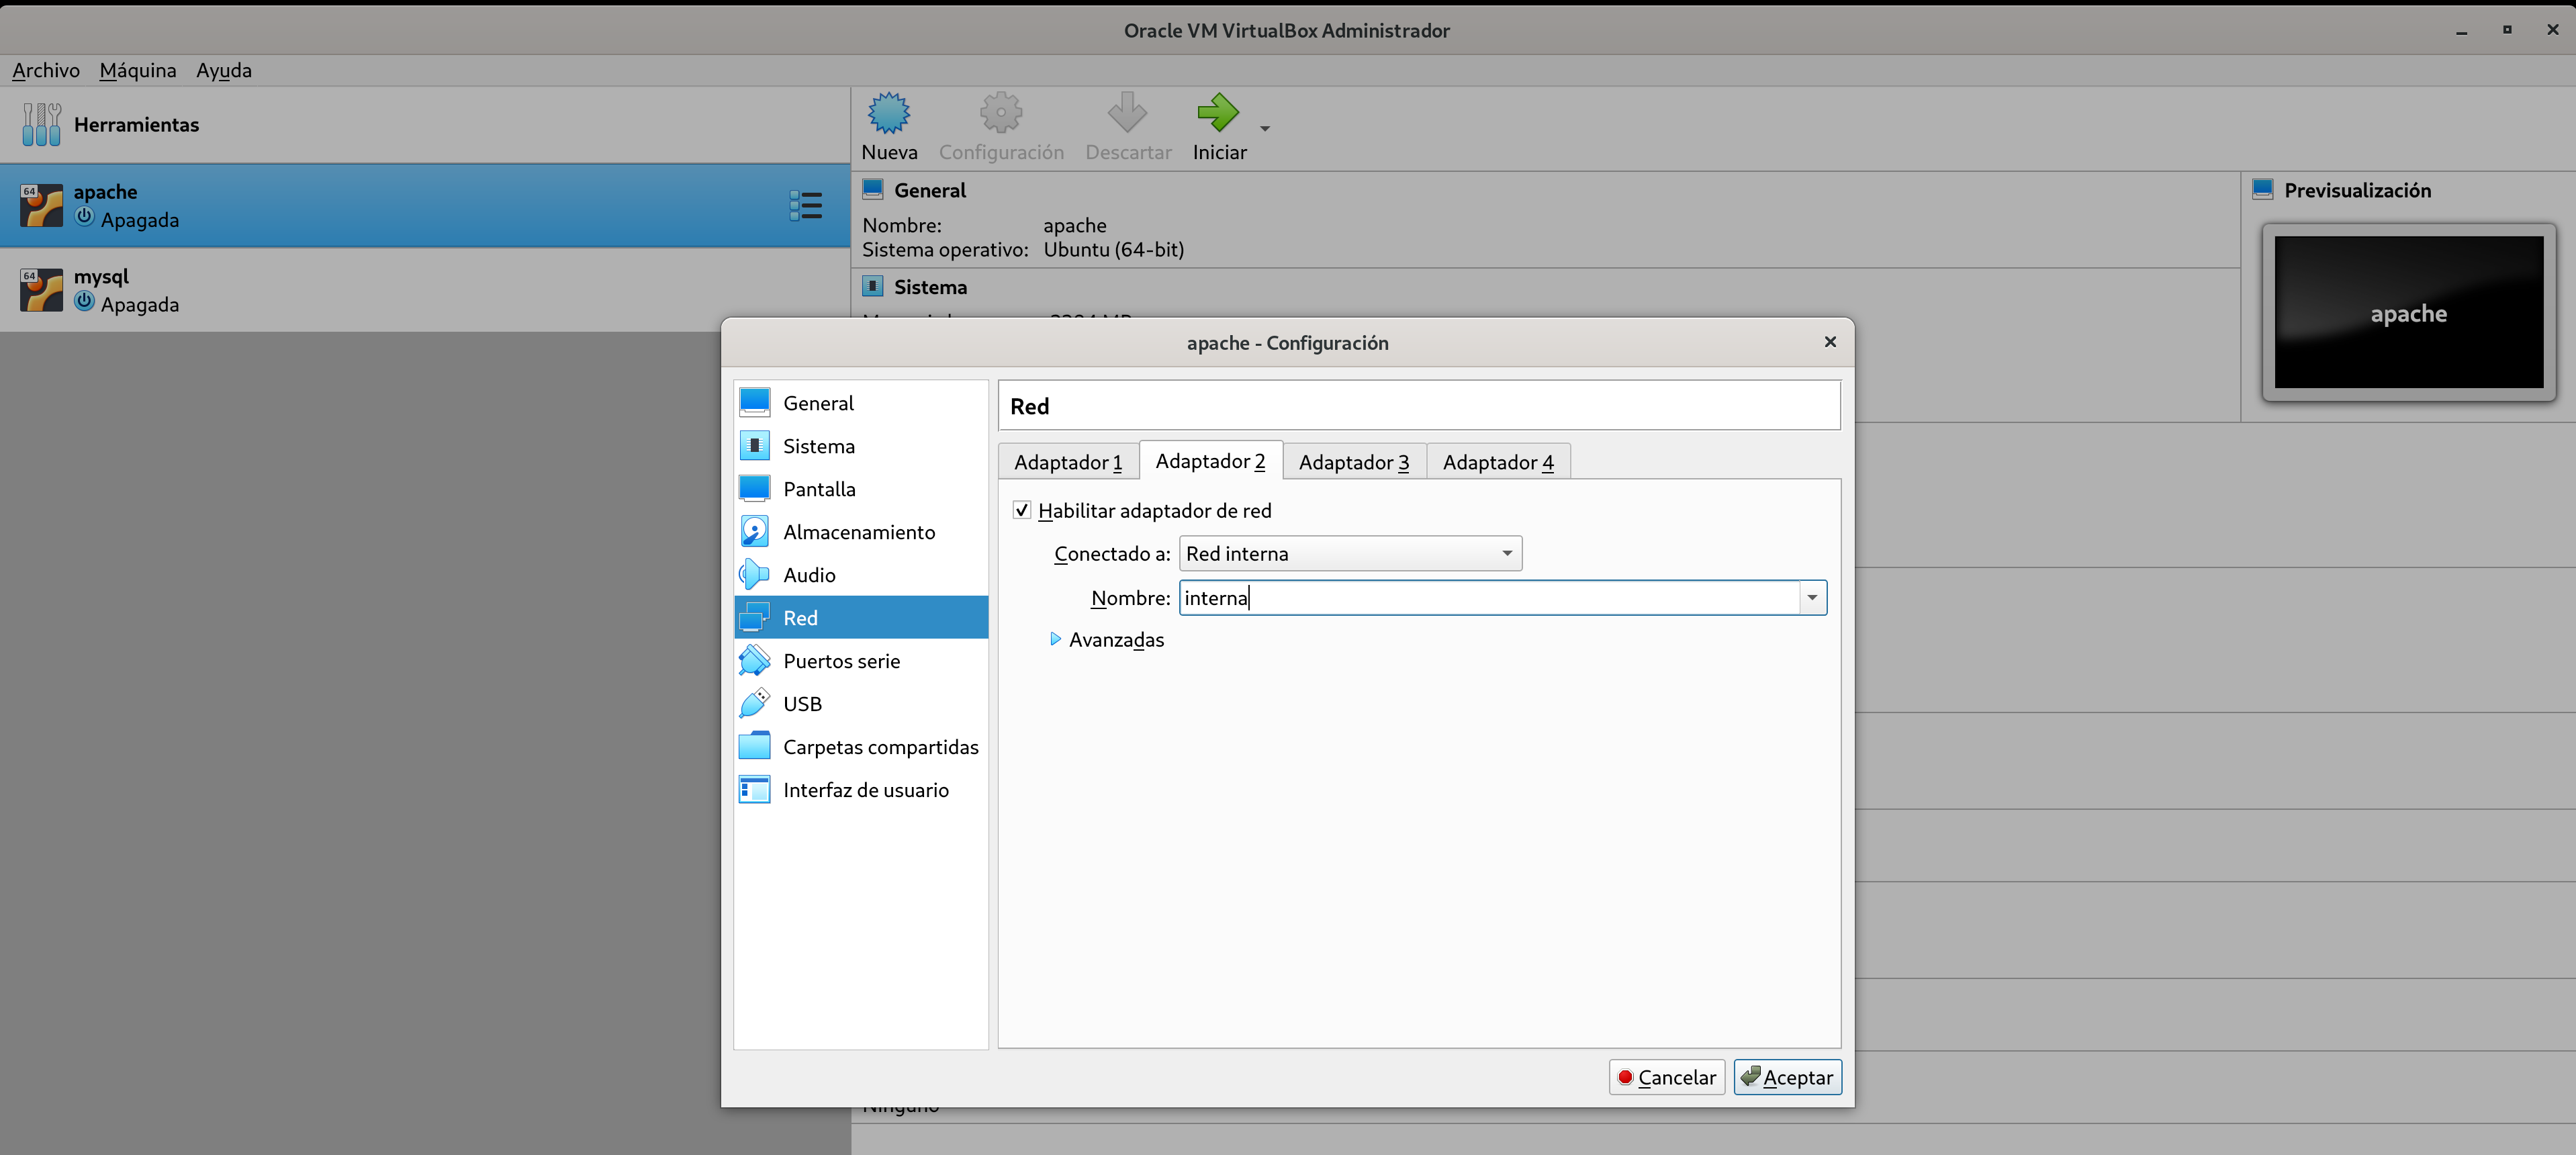 Oracle VM VirtualBox Administrador
Archivo Máquina Ayuda
Herramientas
64
apache
Apagada
64
mysql
Apagada
Nueva Configuración Descartar Iniciar
General
Nombre: apache
Sistema operativo: Ubuntu (64-bit)
Sistema
Previsualización
apache
apache - Configuración
General
Sistema
Pantalla
Almacenamiento
Audio
Red
Puertos serie
USB
Carpetas compartidas
Interfaz de usuario
Red
Adaptador 1 Adaptador 2 Adaptador 3 Adaptador 4
Habilitar adaptador de red
Conectado a: Red interna
Nombre: interna
Avanzadas
Cancelar Aceptar
Ninguno